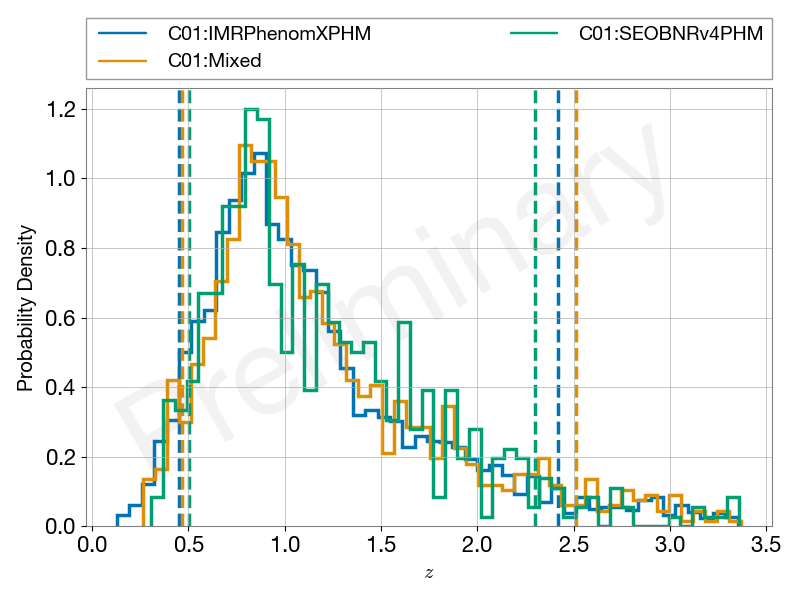 C01:IMRPhenomXPHM
C01:Mixed
C01:SEOBNRv4PHM
Preliminary
Probability Density
1.2
1.0
0.8
0.6
0.4
0.2
0.0
0.0 0.5 1.0 1.5 2.0 2.5 3.0 3.5
z